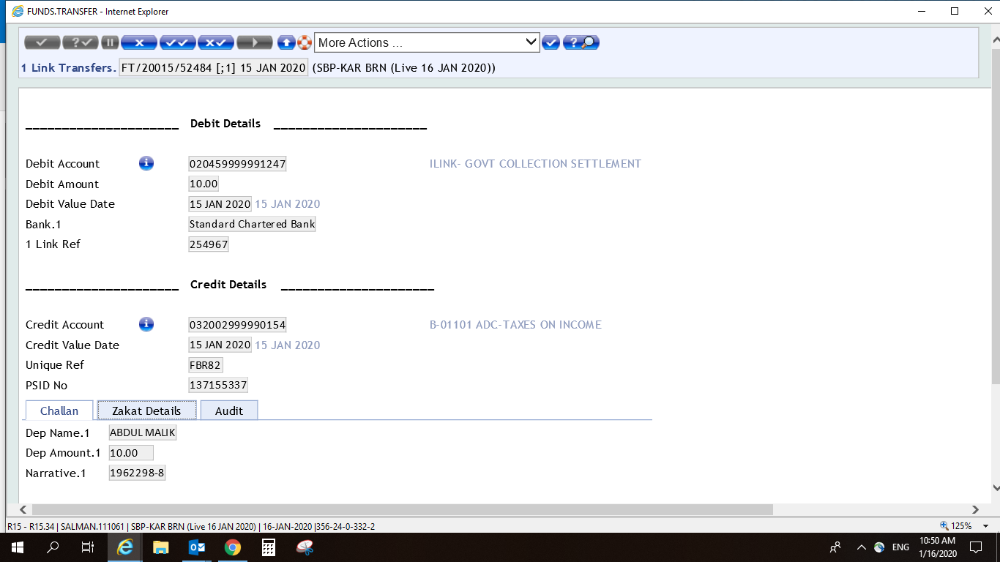 FUNDS.TRANSFER - Internet Explorer
More Actions ...
1 Link Transfers. FT/20015/52484 [;1] 15 JAN 2020 (SBP-KAR BRN (Live 16 JAN 2020))
_____________________ Debit Details _____________________
Debit Account 020459999991247 ILINK- GOVT COLLECTION SETTLEMENT
Debit Amount 10.00
Debit Value Date 15 JAN 2020 15 JAN 2020
Bank.1 Standard Chartered Bank
1 Link Ref 254967
_____________________ Credit Details _____________________
Credit Account 032002999990154 B-01101 ADC-TAXES ON INCOME
Credit Value Date 15 JAN 2020 15 JAN 2020
Unique Ref FBR82
PSID No 137155337
Challan Zakat Details Audit
Dep Name.1 ABDUL MALIK
Dep Amount.1 10.00
Narrative.1 1962298-8
R15 - R15.34 | SALMAN.111061 | SBP-KAR BRN (Live 16 JAN 2020) | 16-JAN-2020 |356-24-0-332-2 125%
ENG 10:50 AM
1/16/2020